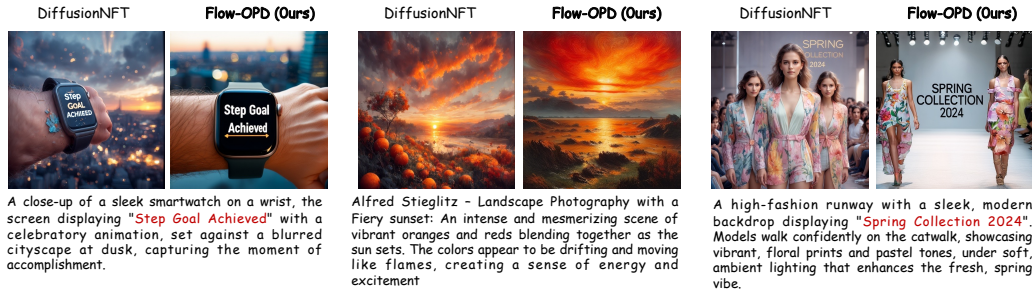 DiffusionNFT
Flow-OPD (Ours)
DiffusionNFT
Flow-OPD (Ours)
DiffusionNFT
Flow-OPD (Ours)
Step
GOAL
ACHIEED
Step Goal
Achieved
SPRING
COLLECTION
2024
SPRING
COLLECTION
2024
A close-up of a sleek smartwatch on a wrist, the
screen displaying "Step Goal Achieved" with a
celebratory animation, set against a blurred
cityscape at dusk, capturing the moment of
accomplishment.
Alfred Stieglitz – Landscape Photography with a
Fiery sunset: An intense and mesmerizing scene of
vibrant oranges and reds blending together as the
sun sets. The colors appear to be drifting and moving
like flames, creating a sense of energy and
excitement
A high-fashion runway with a sleek, modern
backdrop displaying "Spring Collection 2024".
Models walk confidently on the catwalk, showcasing
vibrant, floral prints and pastel tones, under soft,
ambient lighting that enhances the fresh, spring
vibe.